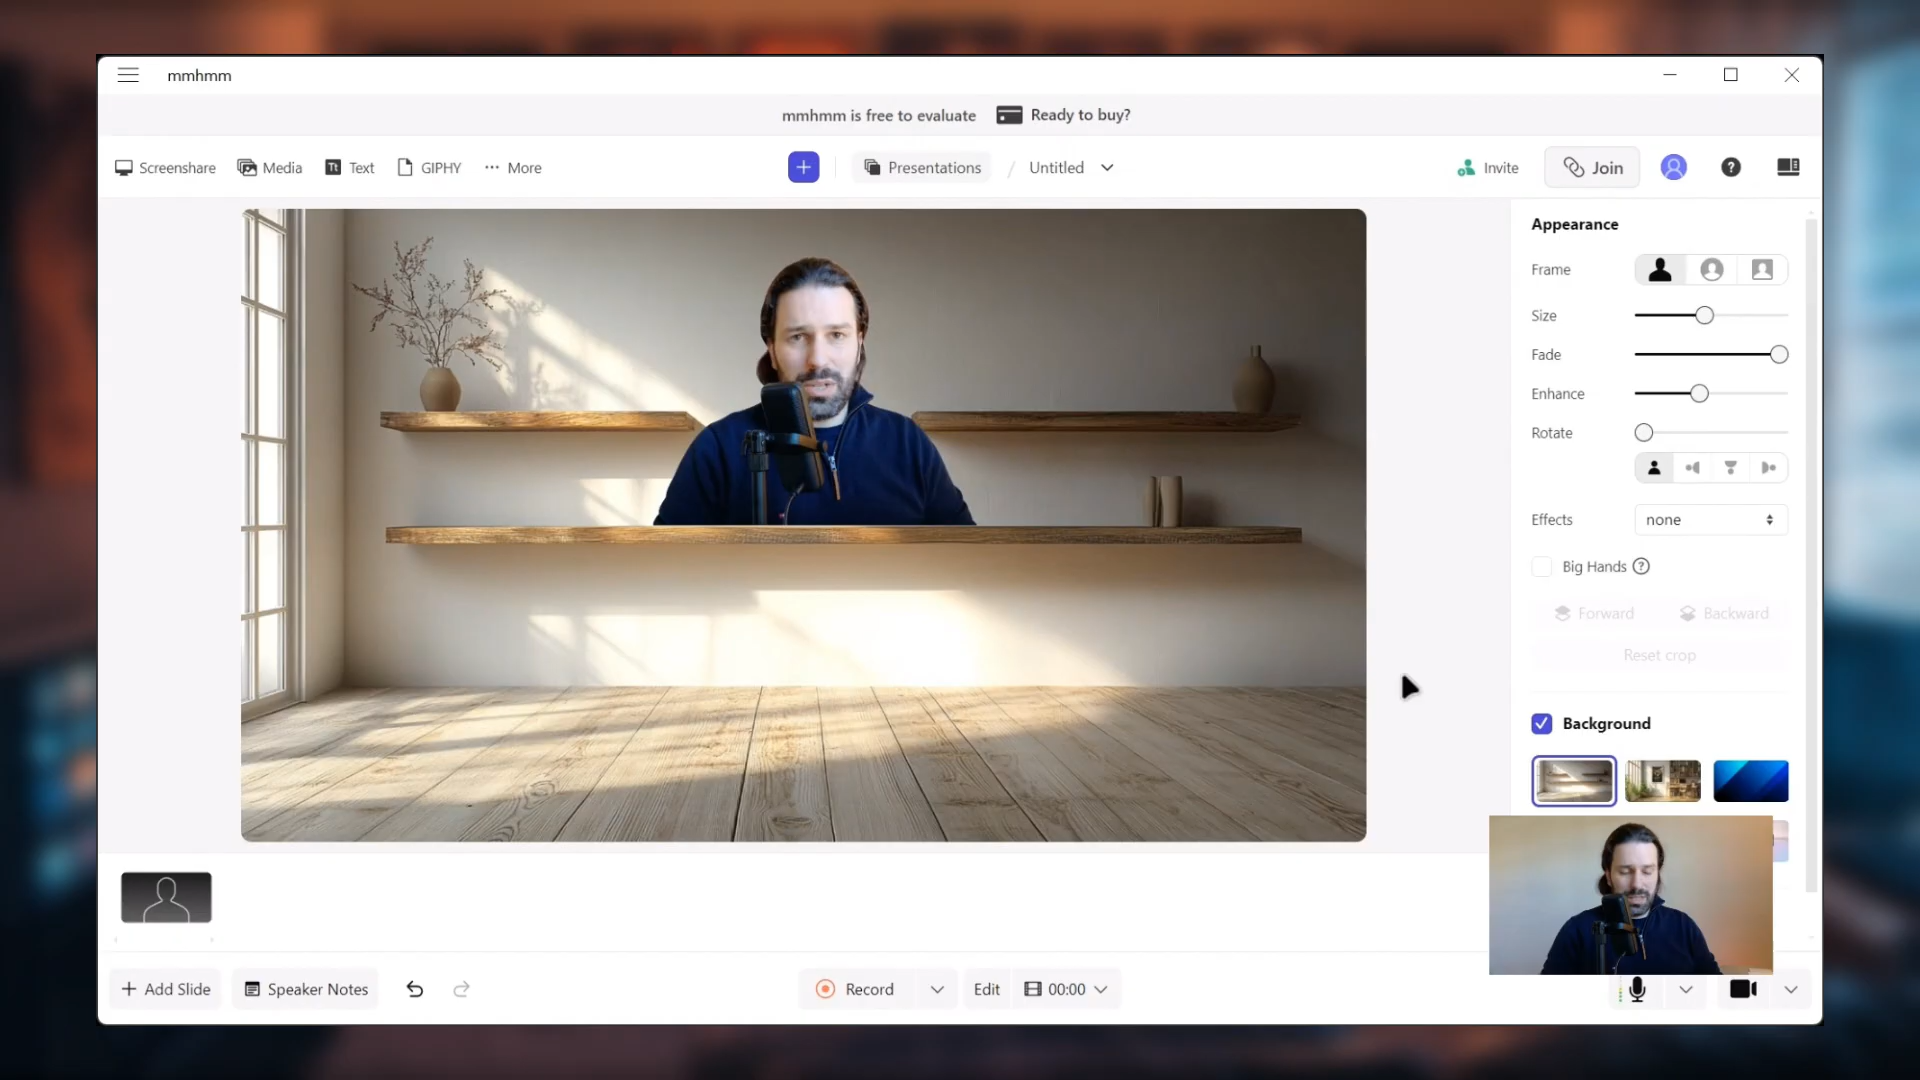 mmhmm
mmhmm is free to evaluate Ready to buy?
Screenshare Media Tt Text GIPHY ... More Presentations / Untitled Invite Join ?
Appearance
Frame
Size
Fade
Enhance
Rotate
Effects none
Big Hands ?
Forward Backward
Reset crop
Background
Add Slide Speaker Notes Record Edit 00:00